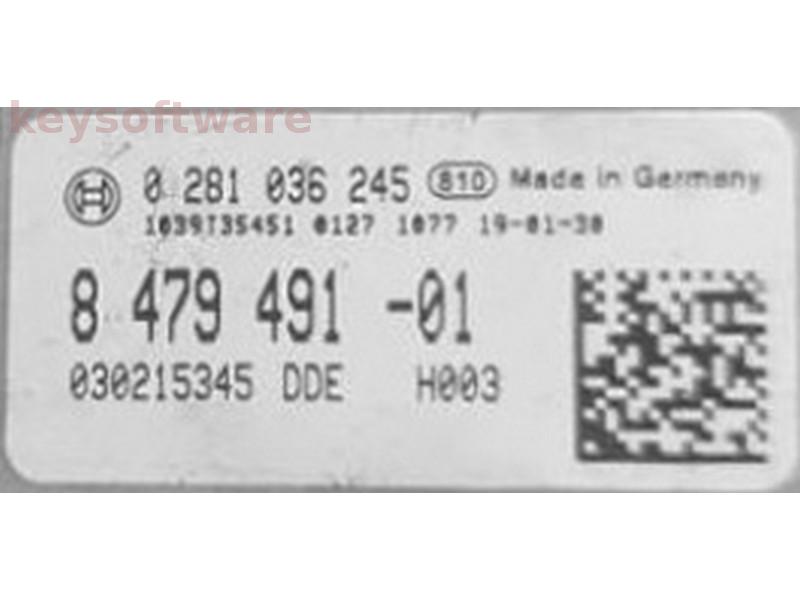 keysoftware
0 281 036 245 810 Made in Germany
1039T35451 0127 1077 19-01-30
8 479 491 -01
030215345 DDE H003